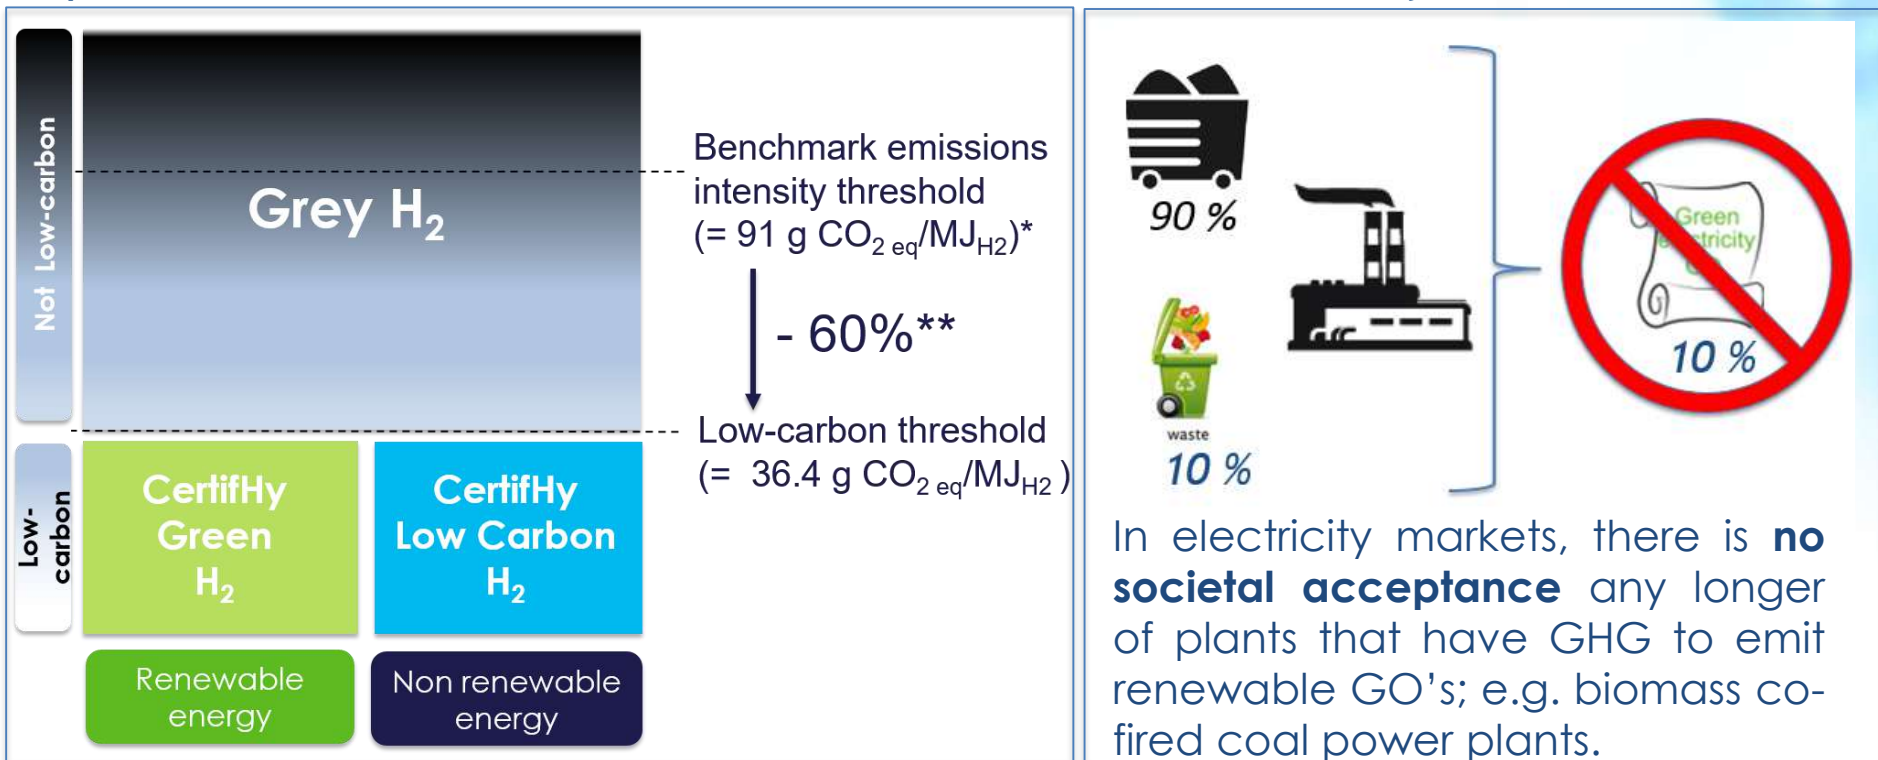 Not Low-carbon
Grey H₂
Benchmark emissions
intensity threshold
(= 91 g CO₂ eq/MJH2)*
- 60%**
Low-carbon threshold
(= 36.4 g CO₂ eq/MJH2 )
Low-
carbon
CertifHy
Green
H₂
CertifHy
Low Carbon
H₂
Renewable
energy
Non renewable
energy
90 %
waste
10 %
Green
10 %
In electricity markets, there is no
societal acceptance any longer
of plants that have GHG to emit
renewable GO's; e.g. biomass co-
fired coal power plants.